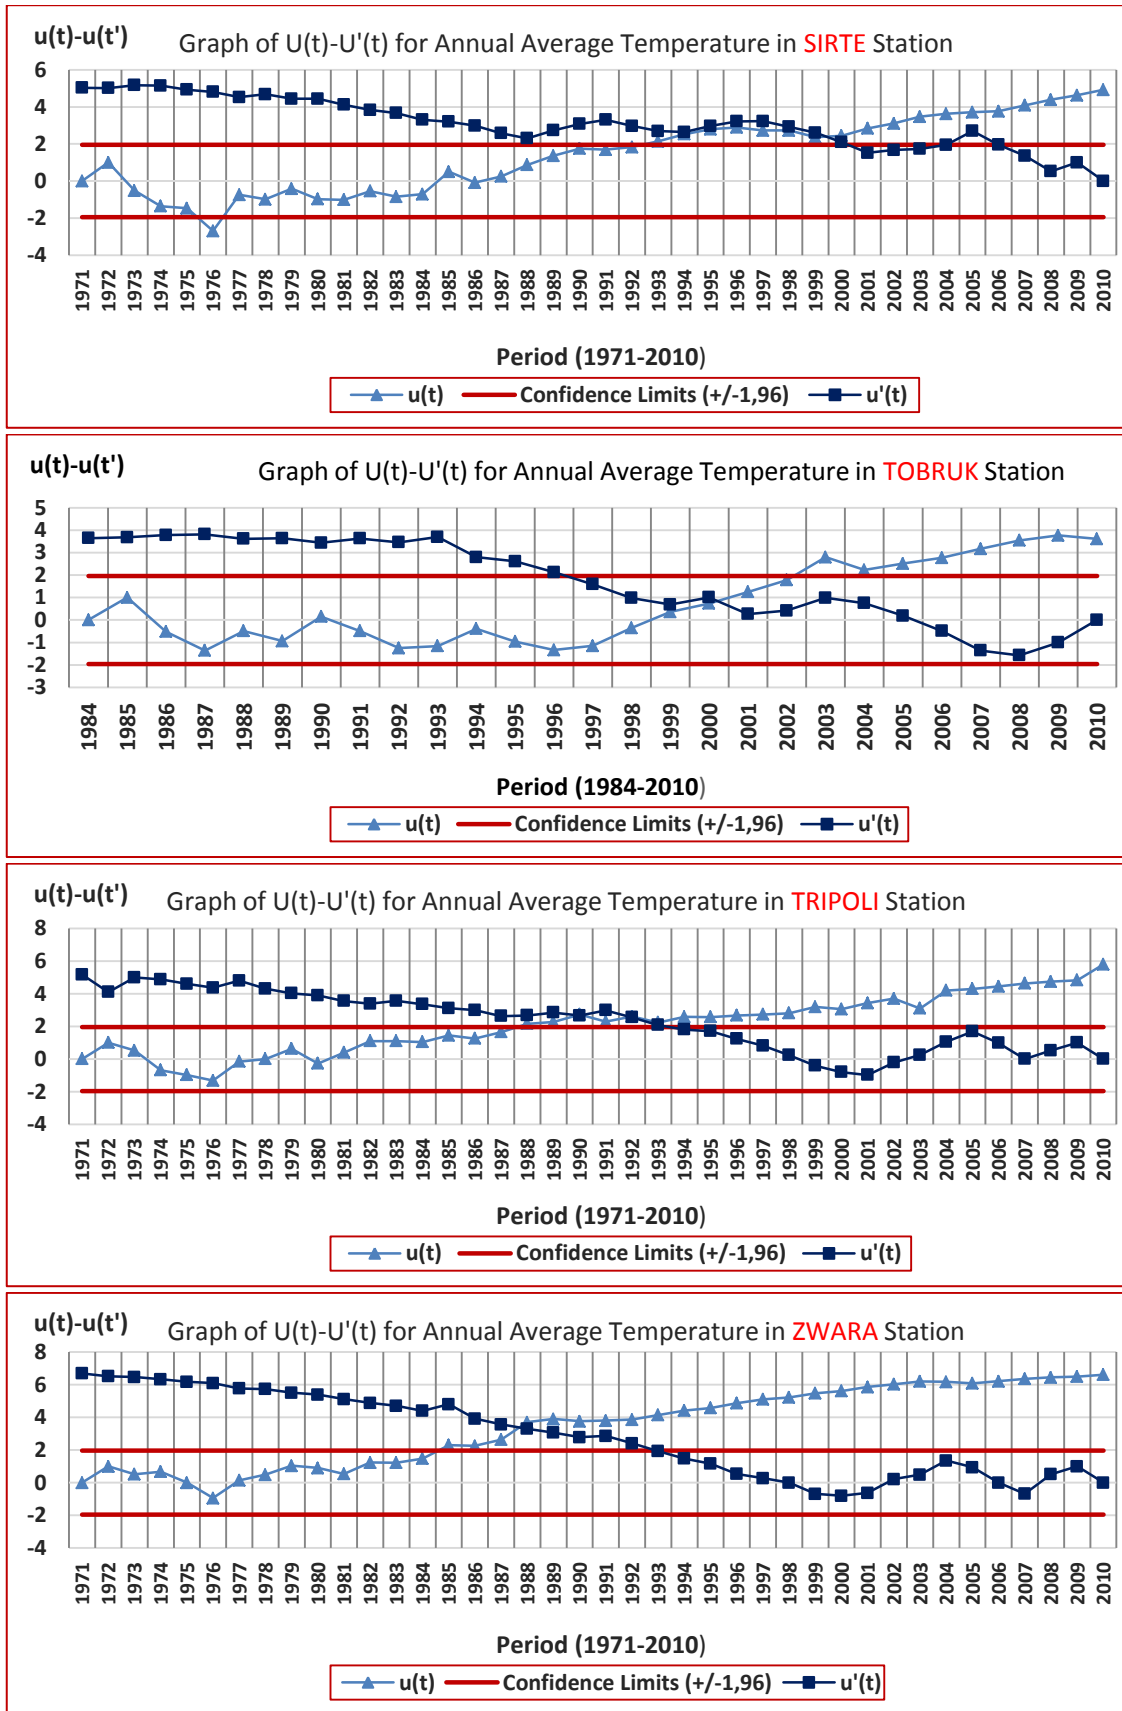 u(t)-u(t')
Graph of U(t)-U'(t) for Annual Average Temperature in SIRTE Station
6
4
2
0
-2
-4
1971 1972 1973 1974 1975 1976 1977 1978 1979 1980 1981 1982 1983 1984 1985 1986 1987 1988 1989 1990 1991 1992 1993 1994 1995 1996 1997 1998 1999 2000 2001 2002 2003 2004 2005 2006 2007 2008 2009 2010
Period (1971-2010)
u(t) Confidence Limits (+/-1,96) u'(t)
u(t)-u(t')
Graph of U(t)-U'(t) for Annual Average Temperature in TOBRUK Station
5
4
3
2
1
0
-1
-2
-3
1984 1985 1986 1987 1988 1989 1990 1991 1992 1993 1994 1995 1996 1997 1998 1999 2000 2001 2002 2003 2004 2005 2006 2007 2008 2009 2010
Period (1984-2010)
u(t) Confidence Limits (+/-1,96) u'(t)
u(t)-u(t')
Graph of U(t)-U'(t) for Annual Average Temperature in TRIPOLI Station
8
6
4
2
0
-2
-4
1971 1972 1973 1974 1975 1976 1977 1978 1979 1980 1981 1982 1983 1984 1985 1986 1987 1988 1989 1990 1991 1992 1993 1994 1995 1996 1997 1998 1999 2000 2001 2002 2003 2004 2005 2006 2007 2008 2009 2010
Period (1971-2010)
u(t) Confidence Limits (+/-1,96) u'(t)
u(t)-u(t')
Graph of U(t)-U'(t) for Annual Average Temperature in ZWARA Station
8
6
4
2
0
-2
-4
1971 1972 1973 1974 1975 1976 1977 1978 1979 1980 1981 1982 1983 1984 1985 1986 1987 1988 1989 1990 1991 1992 1993 1994 1995 1996 1997 1998 1999 2000 2001 2002 2003 2004 2005 2006 2007 2008 2009 2010
Period (1971-2010)
u(t) Confidence Limits (+/-1,96) u'(t)